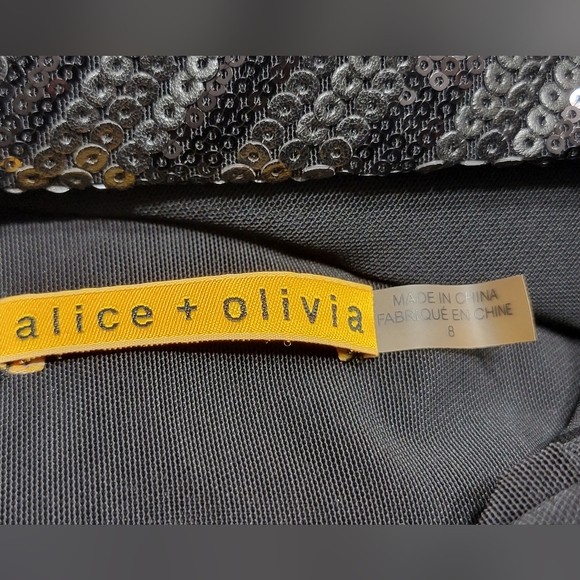 alice + olivia
MADE IN CHINA
FABRIQUÉ EN CHINE
8